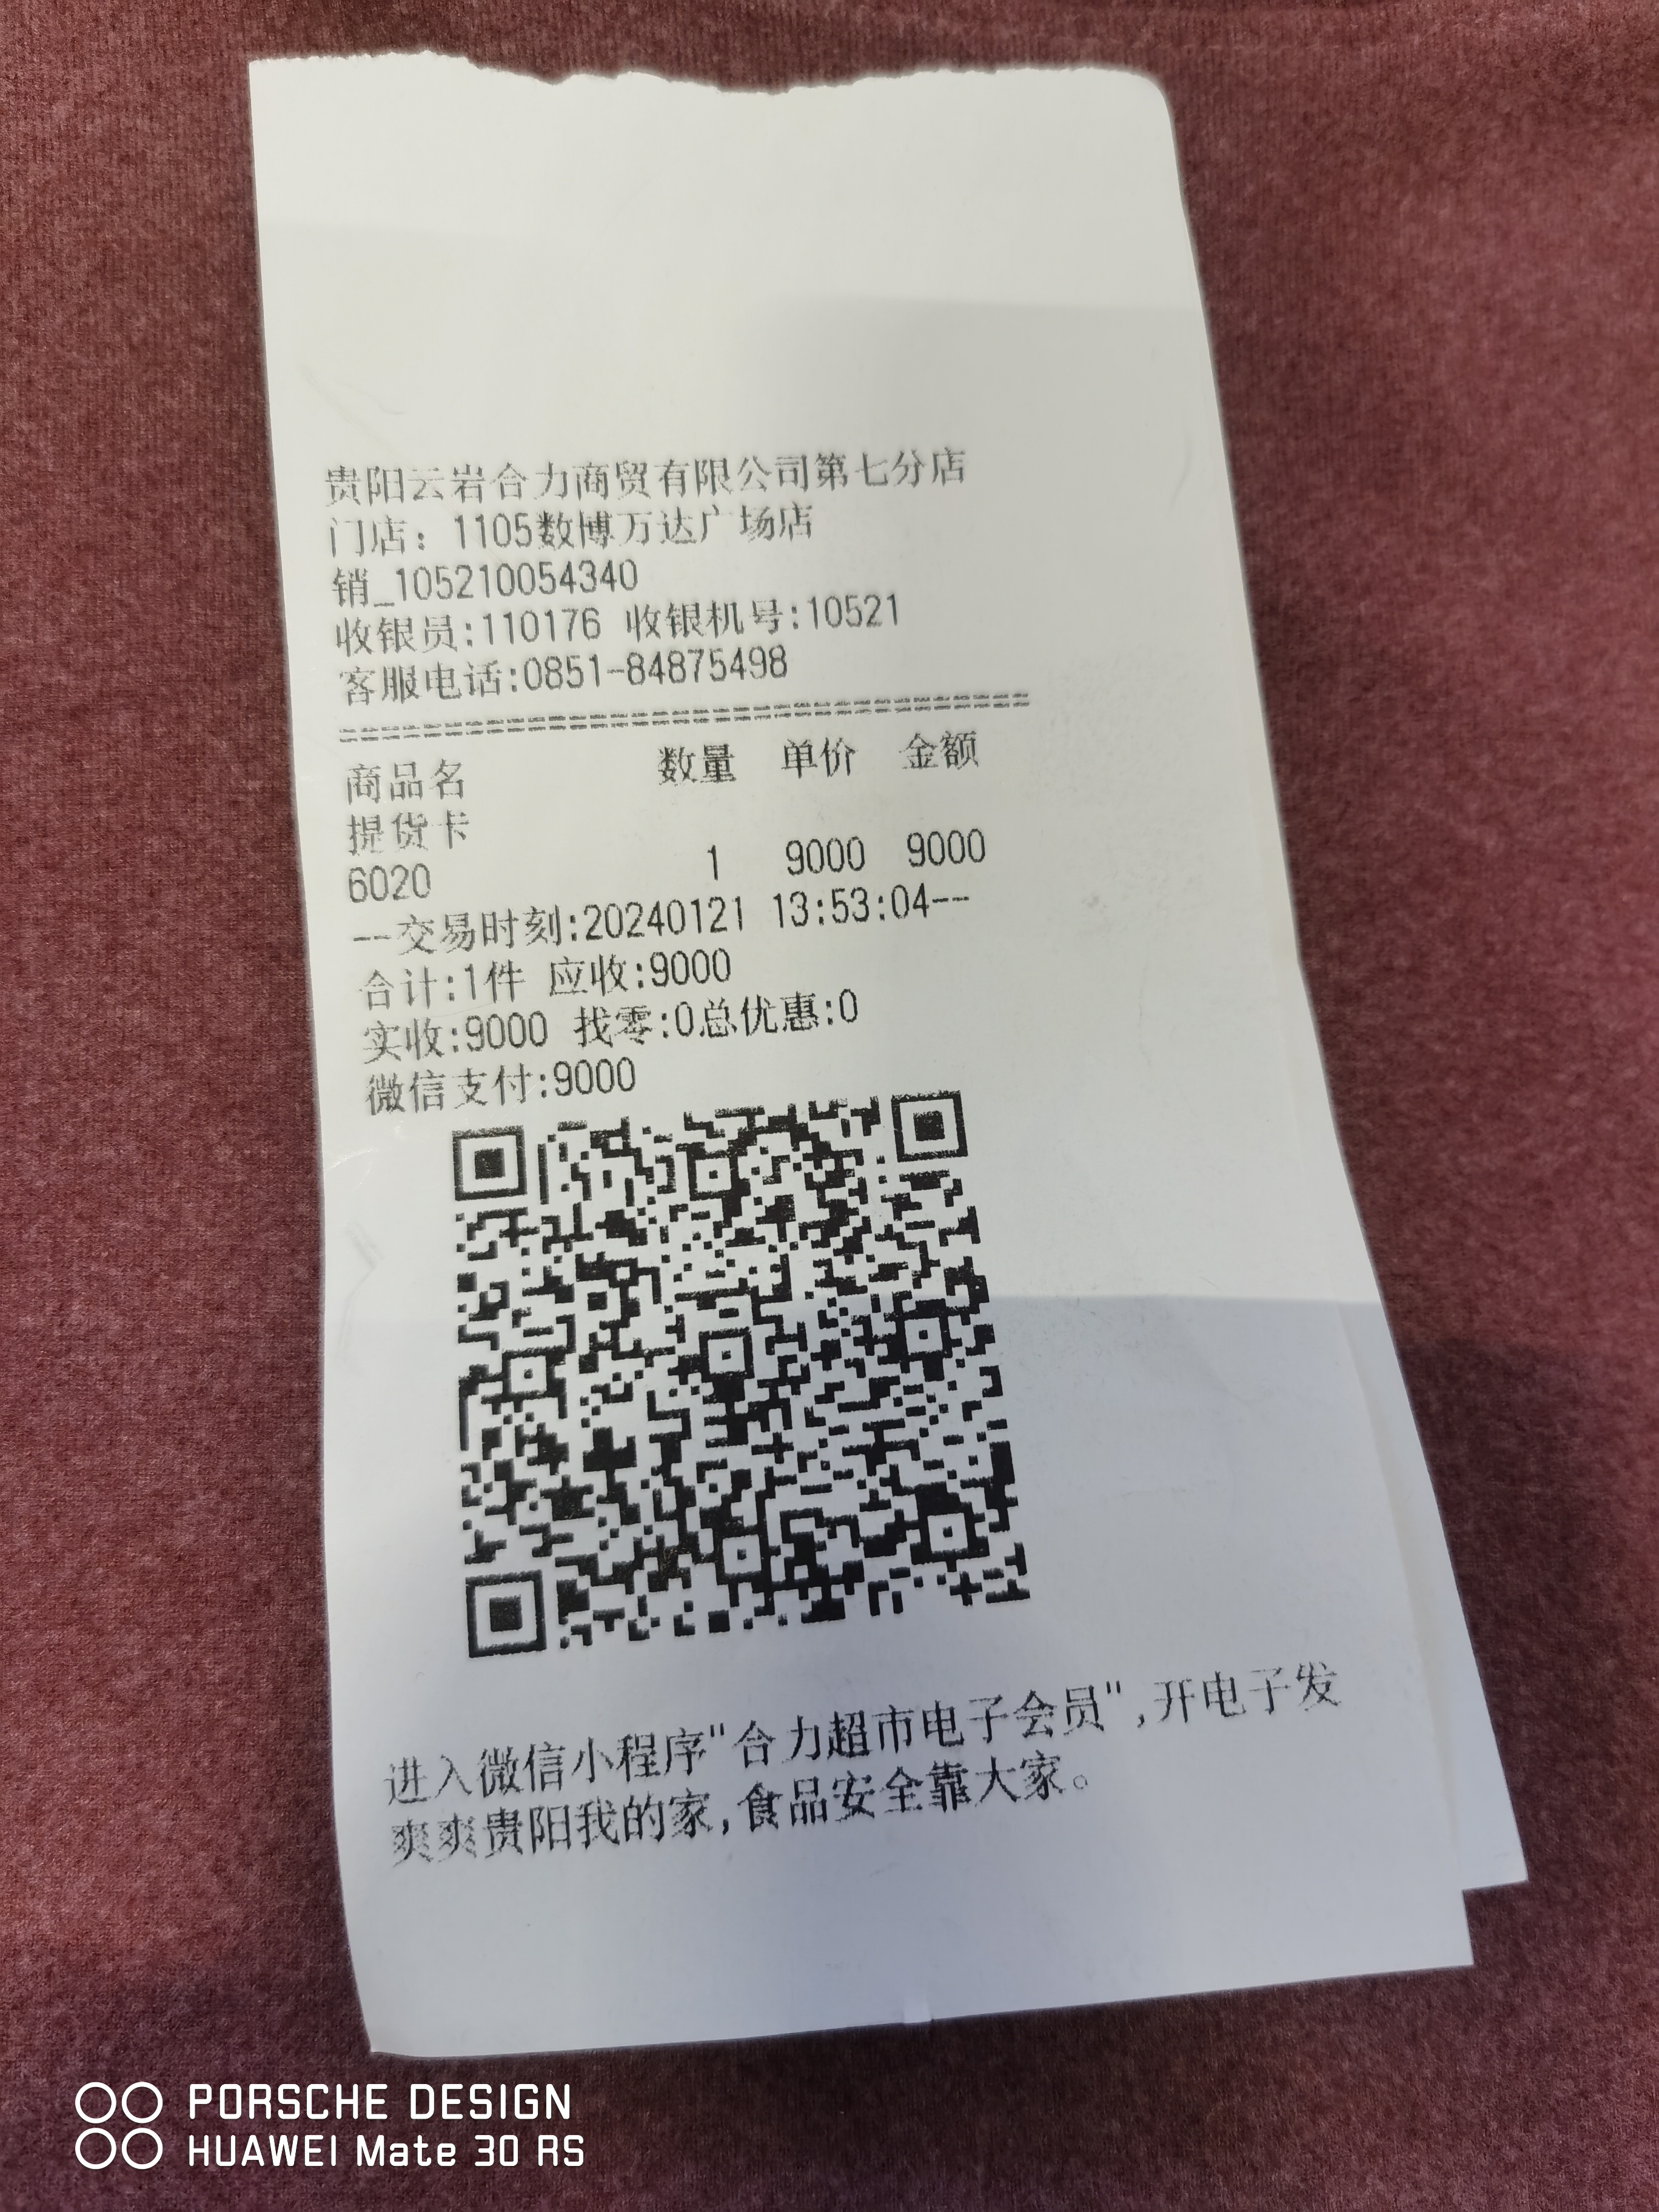 贵阳云岩合力商贸有限公司第七分店
门店：1105数博万达广场店
销_105210054340
收银员:110176 收银机号:10521
客服电话:0851-84875498
================================
商品名 数量 单价 金额
提货卡
6020 1 9000 9000
--交易时刻:20240121 13:53:04--
合计:1件 应收:9000
实收:9000 找零:0总优惠:0
微信支付:9000
进入微信小程序"合力超市电子会员",开电子发
爽爽贵阳我的家,食品安全靠大家。
PORSCHE DESIGN
HUAWEI Mate 30 RS